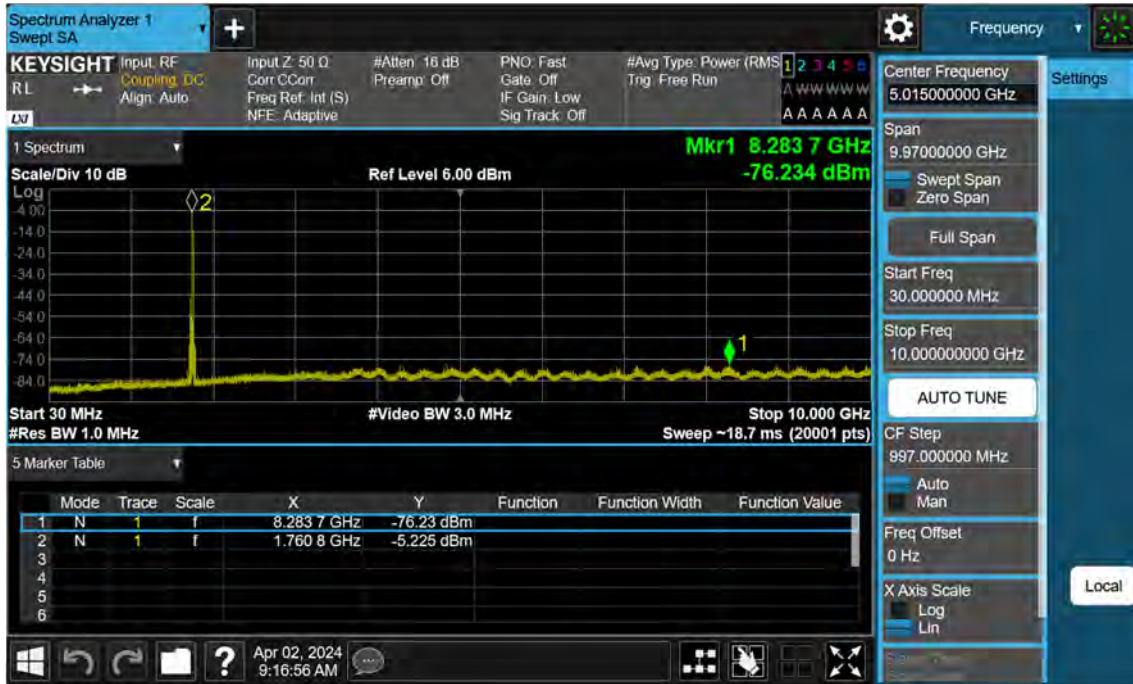 Spectrum Analyzer 1
Swept SA
+
Frequency
KEYSIGHT
RL
LXI
Input: RF
Coupling: DC
Align: Auto
Input Z: 50 Ω
Corr CCorr
Freq Ref: Int (S)
NFE: Adaptive
#Atten: 16 dB
Preamp: Off
PNO: Fast
Gate: Off
IF Gain: Low
Sig Track: Off
#Avg Type: Power (RMS
Trig: Free Run
1 2 3 4 5 6
A W W W W W
A A A A A A
Center Frequency
5.015000000 GHz
Settings
1 Spectrum
Mkr1 8.283 7 GHz
-76.234 dBm
Scale/Div 10 dB
Ref Level 6.00 dBm
Log
-4.00
-14.0
-24.0
-34.0
-44.0
-54.0
-64.0
-74.0
-84.0
2
1
Start 30 MHz
#Video BW 3.0 MHz
Stop 10.000 GHz
#Res BW 1.0 MHz
Sweep ~18.7 ms (20001 pts)
Span
9.97000000 GHz
Swept Span
Zero Span
Full Span
Start Freq
30.000000 MHz
Stop Freq
10.000000000 GHz
AUTO TUNE
CF Step
997.000000 MHz
Auto
Man
Freq Offset
0 Hz
X Axis Scale
Log
Lin
Local
5 Marker Table
Mode Trace Scale X Y Function Function Width Function Value
1 N 1 f 8.283 7 GHz -76.23 dBm
2 N 1 f 1.760 8 GHz -5.225 dBm
3
4
5
6
?
Apr 02, 2024
9:16:56 AM